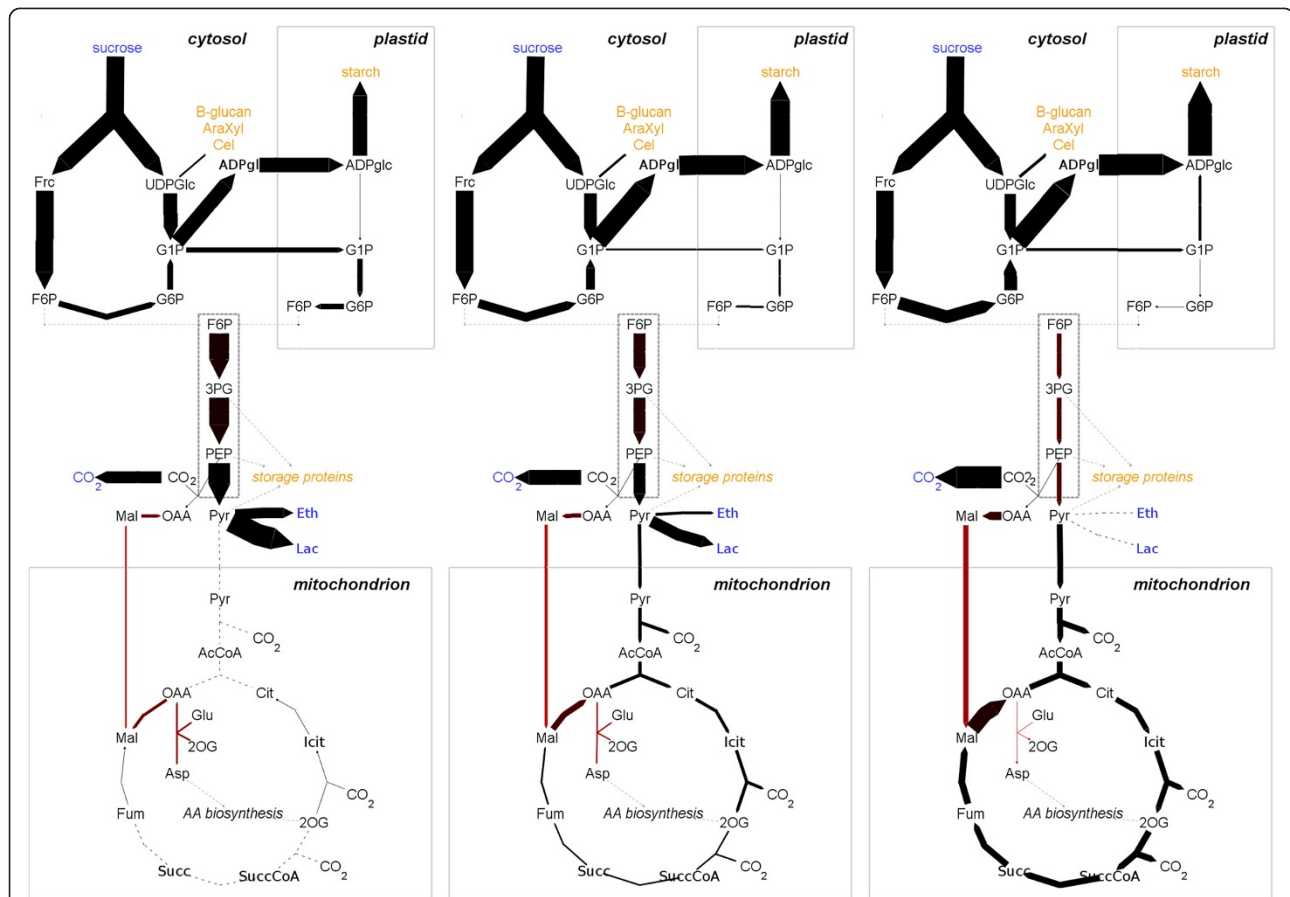 cytosol
plastid
sucrose
starch
B-glucan
AraXyl
Cel
ADPgl
ADPglc
Frc
UDPGlc
G1P
G1P
F6P
G6P
F6P
G6P
F6P
3PG
PEP
CO2
CO2
storage proteins
Mal
OAA
Pyr
Eth
Lac
mitochondrion
Pyr
CO2
AcCoA
OAA
Cit
Glu
Mal
2OG
Icit
Asp
CO2
Fum
AA biosynthesis
2OG
CO2
Succ
SuccCoA
cytosol
plastid
sucrose
starch
B-glucan
AraXyl
Cel
ADPgl
ADPglc
Frc
UDPGlc
G1P
G1P
F6P
G6P
F6P
G6P
F6P
3PG
PEP
CO2
CO2
storage proteins
Mal
OAA
Pyr
Eth
Lac
mitochondrion
Pyr
CO2
AcCoA
OAA
Cit
Glu
Mal
2OG
Icit
Asp
CO2
Fum
AA biosynthesis
2OG
CO2
Succ
SuccCoA
cytosol
plastid
sucrose
starch
B-glucan
AraXyl
Cel
ADPgl
ADPglc
Frc
UDPGlc
G1P
G1P
F6P
G6P
F6P
G6P
F6P
3PG
PEP
CO2
CO2
storage proteins
Mal
OAA
Pyr
Eth
Lac
mitochondrion
Pyr
CO2
AcCoA
OAA
Cit
Glu
Mal
2OG
Icit
Asp
CO2
Fum
AA biosynthesis
2OG
CO2
Succ
SuccCoA